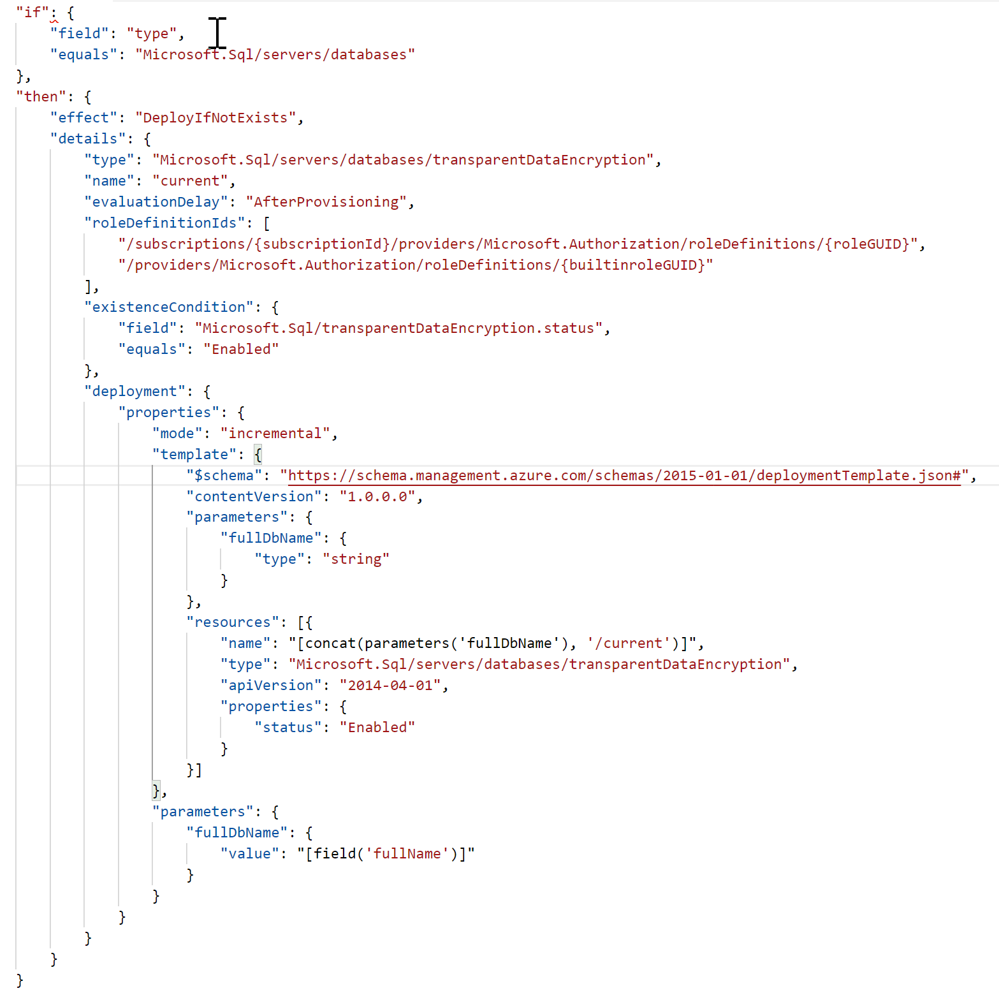 "if": {
    "field": "type",
    "equals": "Microsoft.Sql/servers/databases"
},
"then": {
    "effect": "DeployIfNotExists",
    "details": {
        "type": "Microsoft.Sql/servers/databases/transparentDataEncryption",
        "name": "current",
        "evaluationDelay": "AfterProvisioning",
        "roleDefinitionIds": [
            "/subscriptions/{subscriptionId}/providers/Microsoft.Authorization/roleDefinitions/{roleGUID}",
            "/providers/Microsoft.Authorization/roleDefinitions/{builtinroleGUID}"
        ],
        "existenceCondition": {
            "field": "Microsoft.Sql/transparentDataEncryption.status",
            "equals": "Enabled"
        },
        "deployment": {
            "properties": {
                "mode": "incremental",
                "template": {
                    "$schema": "https://schema.management.azure.com/schemas/2015-01-01/deploymentTemplate.json#",
                    "contentVersion": "1.0.0.0",
                    "parameters": {
                        "fullDbName": {
                            "type": "string"
                        }
                    },
                    "resources": [{
                        "name": "[concat(parameters('fullDbName'), '/current')]",
                        "type": "Microsoft.Sql/servers/databases/transparentDataEncryption",
                        "apiVersion": "2014-04-01",
                        "properties": {
                            "status": "Enabled"
                        }
                    }]
                },
                "parameters": {
                    "fullDbName": {
                        "value": "[field('fullName')]"
                    }
                }
            }
        }
    }
}